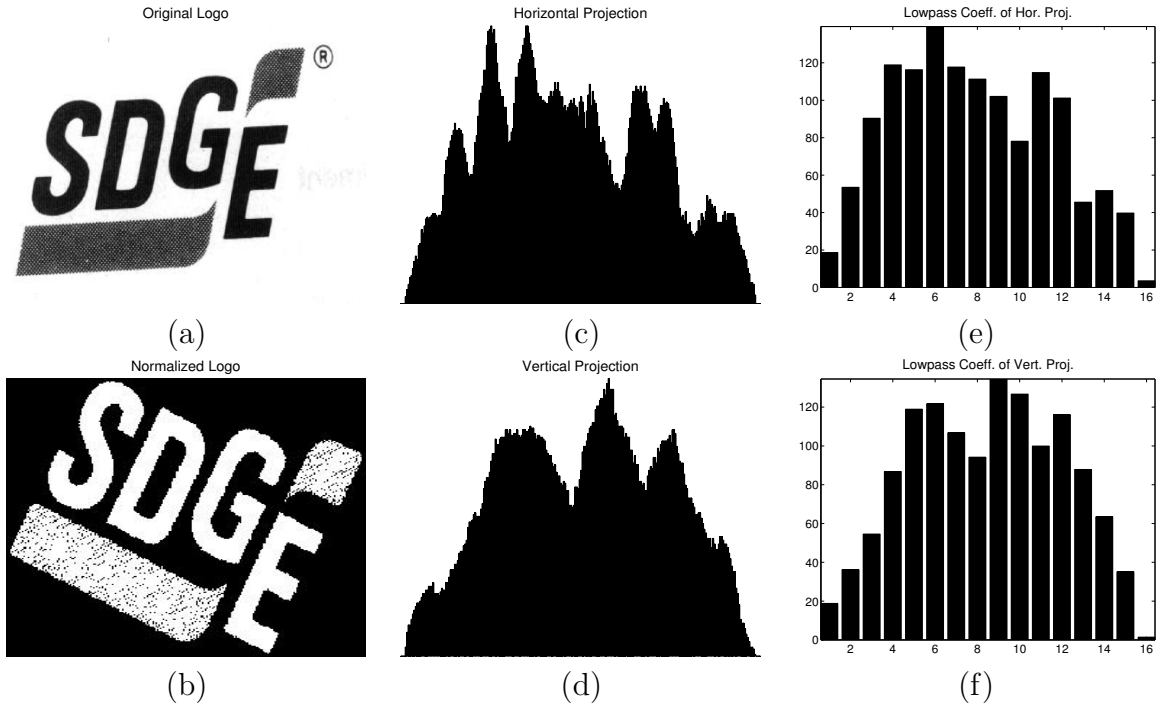 Original Logo
SDGE ®
(a)
Normalized Logo
SDGE
(b)
Horizontal Projection
(c)
Vertical Projection
(d)
Lowpass Coeff. of Hor. Proj.
120
100
80
60
40
20
0
2 4 6 8 10 12 14 16
(e)
Lowpass Coeff. of Vert. Proj.
120
100
80
60
40
20
0
2 4 6 8 10 12 14 16
(f)